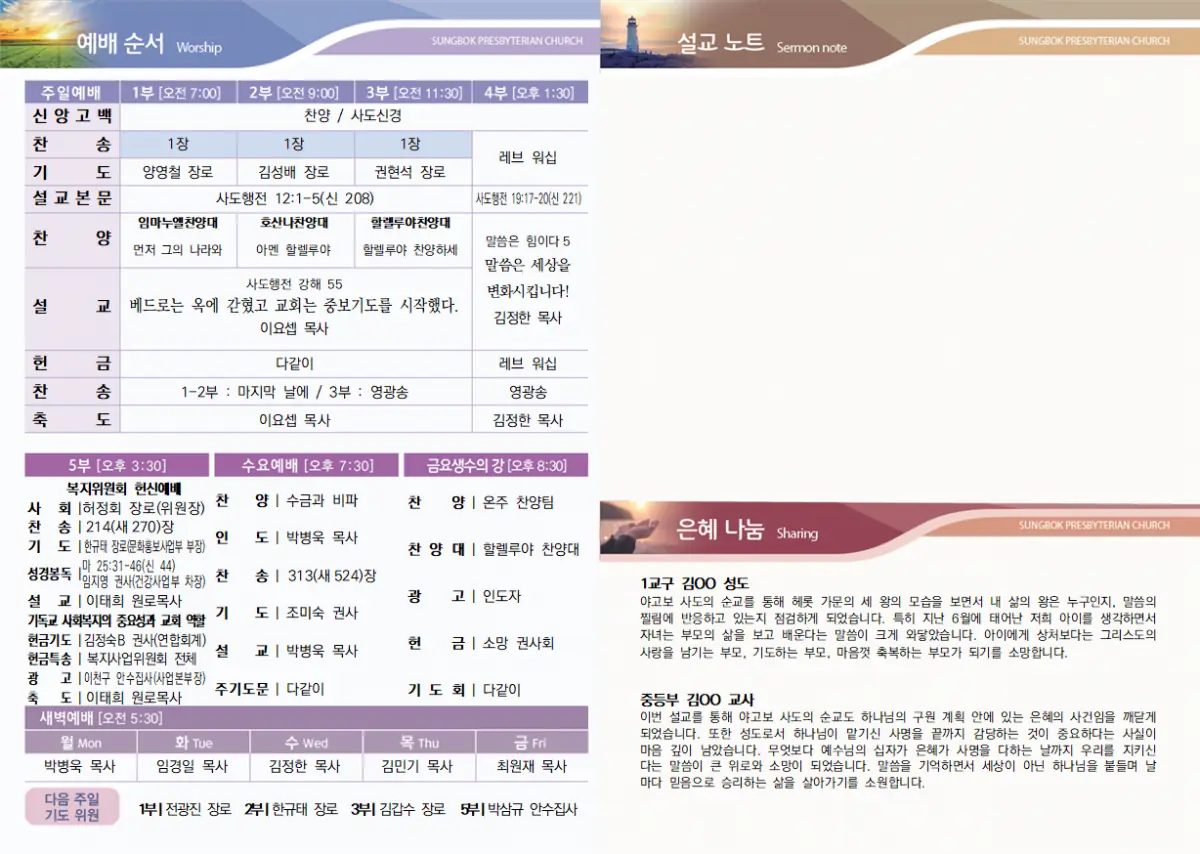 예배 순서 Worship
SUNGBOK PRESBYTERIAN CHURCH
주일예배 1부 [오전 7:00] 2부 [오전 9:00] 3부 [오전 11:30] 4부 [오후 1:30]
신앙고백 찬양 / 사도신경
찬 송 1장 1장 1장
레브 워십
기 도 양영철 장로 김성배 장로 권현석 장로
설교본문 사도행전 12:1-5(신 208) 사도행전 19:17-20(신 221)
찬 양 임마누엘찬양대 호산나찬양대 할렐루야찬양대
먼저 그의 나라와 아멘 할렐루야 할렐루야 찬양하세
말씀은 힘이다 5
말씀은 세상을
변화시킵니다!
김정한 목사
설 교 사도행전 강해 55
베드로는 옥에 갇혔고 교회는 중보기도를 시작했다.
이요셉 목사
헌 금 다같이 레브 워십
찬 송 1-2부 : 마지막 날에 / 3부 : 영광송 영광송
축 도 이요셉 목사 김정한 목사
5부 [오후 3:30]
복지위원회 헌신예배
사 회 | 허정회 장로(위원장)
찬 송 | 214(새 270)장
기 도 | 한규태 장로(문화홍보사업부 부장)
성경봉독 | 마 25:31-46(신 44)
임지영 권사(건강사업부 차장)
설 교 | 이태희 원로목사
기독교 사회복지의 중요성과 교회 역할
헌금기도 | 김정숙B 권사(연합회계)
헌금특송 | 복지사업위원회 전체
광 고 | 이천구 안수집사(사업본부장)
축 도 | 이태희 원로목사
수요예배 [오후 7:30]
찬 양 | 수금과 비파
인 도 | 박병욱 목사
찬 송 | 313(새 524)장
기 도 | 조미숙 권사
설 교 | 박병욱 목사
주기도문 | 다같이
금요생수의 강 [오후 8:30]
찬 양 | 온주 찬양팀
찬 양 대 | 할렐루야 찬양대
광 고 | 인도자
헌 금 | 소망 권사회
기 도 회 | 다같이
새벽예배 [오전 5:30]
월 Mon 화 Tue 수 Wed 목 Thu 금 Fri
박병욱 목사 임경일 목사 김정한 목사 김민기 목사 최원재 목사
다음 주일
기도 위원
1부 | 전광진 장로 2부 | 한규태 장로 3부 | 김갑수 장로 5부 | 박삼규 안수집사
설교 노트 Sermon note
SUNGBOK PRESBYTERIAN CHURCH
은혜 나눔 Sharing
SUNGBOK PRESBYTERIAN CHURCH
1교구 김OO 성도
야고보 사도의 순교를 통해 헤롯 가문의 세 왕의 모습을 보면서 내 삶의 왕은 누구인지, 말씀의
찔림에 반응하고 있는지 점검하게 되었습니다. 특히 지난 6월에 태어난 저희 아이를 생각하면서
자녀는 부모의 삶을 보고 배운다는 말씀이 크게 와닿았습니다. 아이에게 상처보다는 그리스도의
사랑을 남기는 부모, 기도하는 부모, 마음껏 축복하는 부모가 되기를 소망합니다.
중등부 김OO 교사
이번 설교를 통해 야고보 사도의 순교도 하나님의 구원 계획 안에 있는 은혜의 사건임을 깨닫게
되었습니다. 또한 성도로서 하나님이 맡기신 사명을 끝까지 감당하는 것이 중요하다는 사실이
마음 깊이 남았습니다. 무엇보다 예수님의 십자가 은혜가 사명을 다하는 날까지 우리를 지키신
다는 말씀이 큰 위로와 소망이 되었습니다. 말씀을 기억하면서 세상이 아닌 하나님을 붙들며 날
마다 믿음으로 승리하는 삶을 살아가기를 소원합니다.